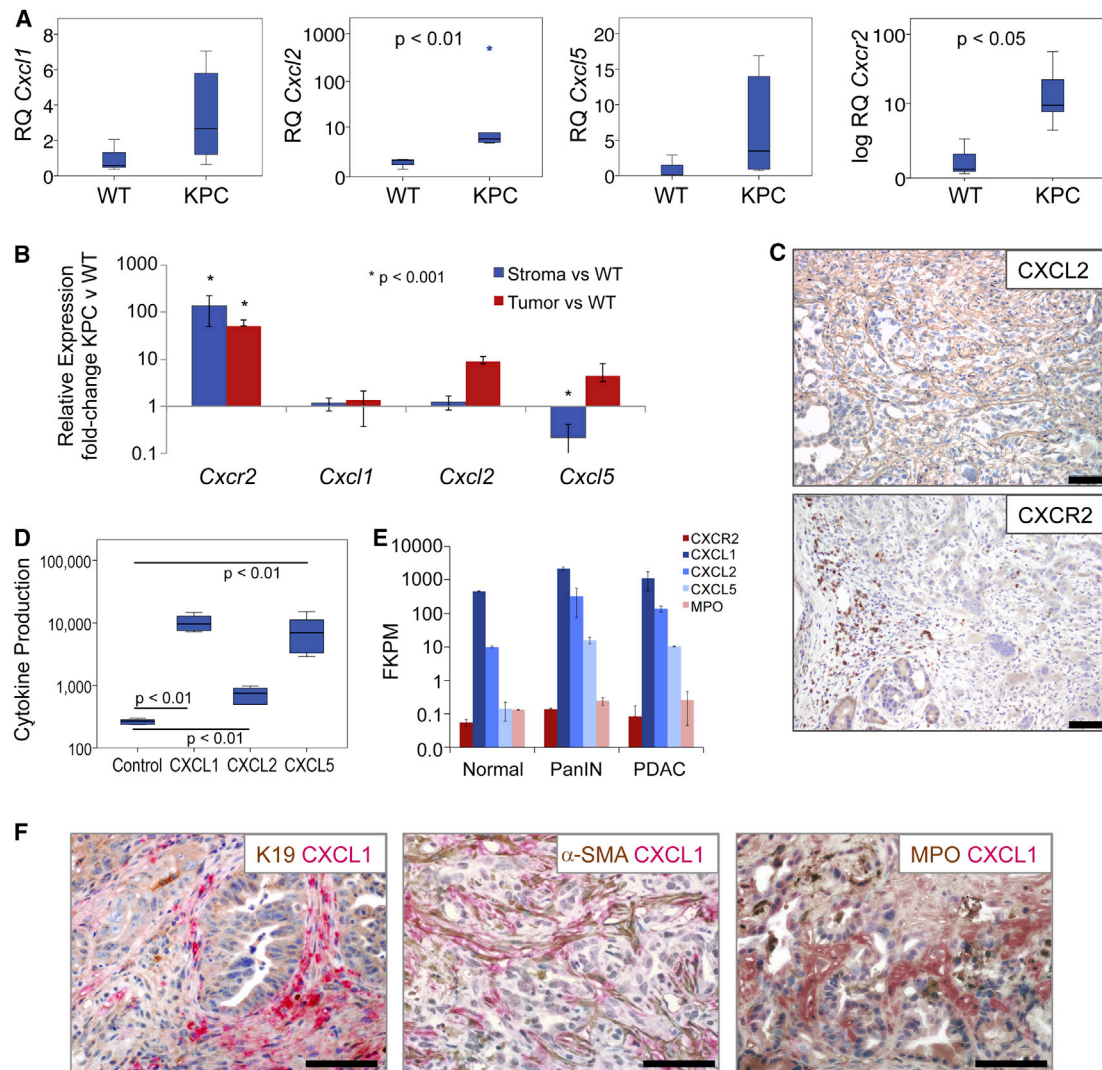 A
RQ Cxcl1
8
6
4
2
0
WT KPC
RQ Cxcl2
1000
100
10
0
p < 0.01
*
WT KPC
RQ Cxcl5
20
15
10
5
0
WT KPC
log RQ Cxcr2
100
10
0
p < 0.05
WT KPC
B
Relative Expression
fold-change KPC v WT
1000
100
10
1
0.1
* p < 0.001
Stroma vs WT
Tumor vs WT
*
*
*
Cxcr2 Cxcl1 Cxcl2 Cxcl5
C
CXCL2
CXCR2
D
Cytokine Production
100,000
10,000
1,000
100
p < 0.01
p < 0.01
p < 0.01
Control CXCL1 CXCL2 CXCL5
E
FKPM
10000
1000
100
10
1
0.1
0.0
CXCR2
CXCL1
CXCL2
CXCL5
MPO
Normal PanIN PDAC
F
K19 CXCL1
α-SMA CXCL1
MPO CXCL1